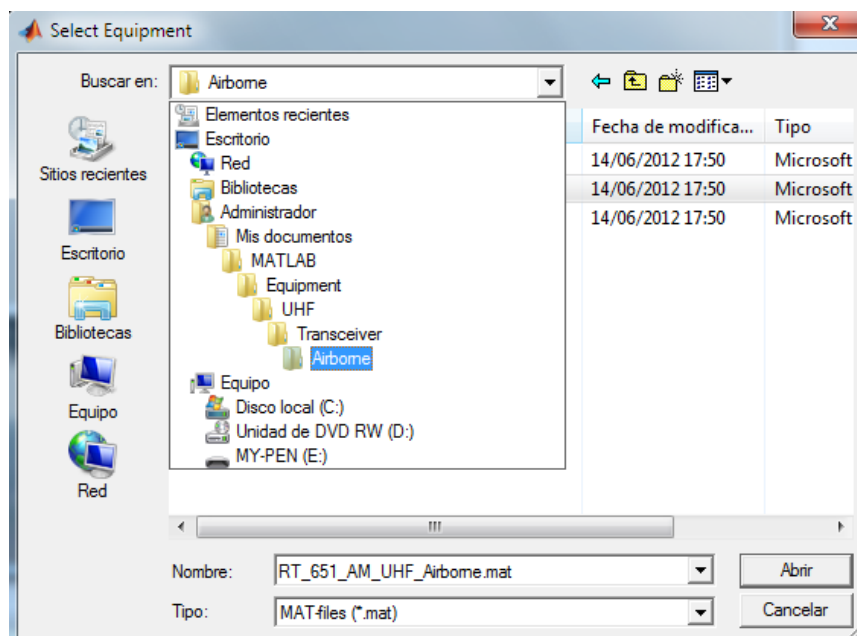 Select Equipment
Buscar en: Airborne
Elementos recientes
Escritorio
Red
Bibliotecas
Administrador
Mis documentos
MATLAB
Equipment
UHF
Transceiver
Airborne
Equipo
Disco local (C:)
Unidad de DVD RW (D:)
MY-PEN (E:)
Sitios recientes
Escritorio
Bibliotecas
Equipo
Red
Fecha de modifica... Tipo
14/06/2012 17:50 Microsoft
14/06/2012 17:50 Microsoft
14/06/2012 17:50 Microsoft
Nombre: RT_651_AM_UHF_Airborne.mat Abrir
Tipo: MAT-files (*.mat) Cancelar